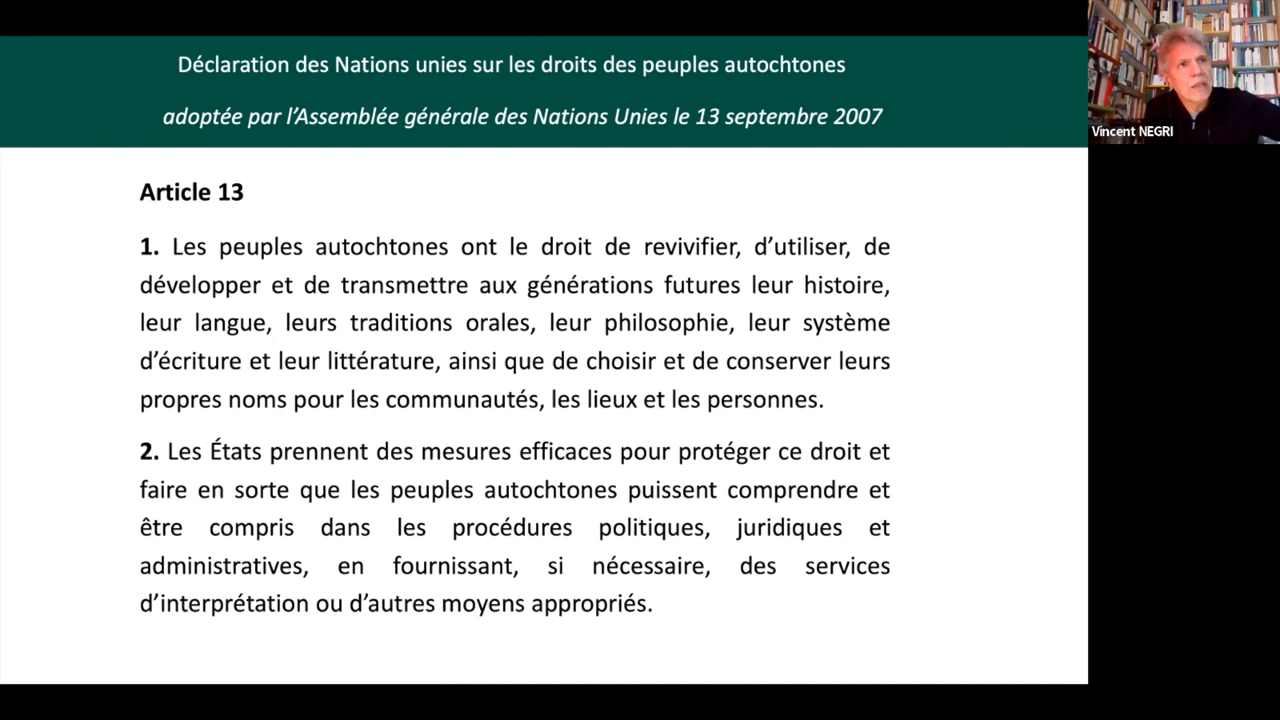 Déclaration des Nations unies sur les droits des peuples autochtones
adoptée par l'Assemblée générale des Nations Unies le 13 septembre 2007
Vincent NEGRI
Article 13
1. Les peuples autochtones ont le droit de revivifier, d'utiliser, de
développer et de transmettre aux générations futures leur histoire,
leur langue, leurs traditions orales, leur philosophie, leur système
d'écriture et leur littérature, ainsi que de choisir et de conserver leurs
propres noms pour les communautés, les lieux et les personnes.
2. Les États prennent des mesures efficaces pour protéger ce droit et
faire en sorte que les peuples autochtones puissent comprendre et
être compris dans les procédures politiques, juridiques et
administratives, en fournissant, si nécessaire, des services
d'interprétation ou d'autres moyens appropriés.